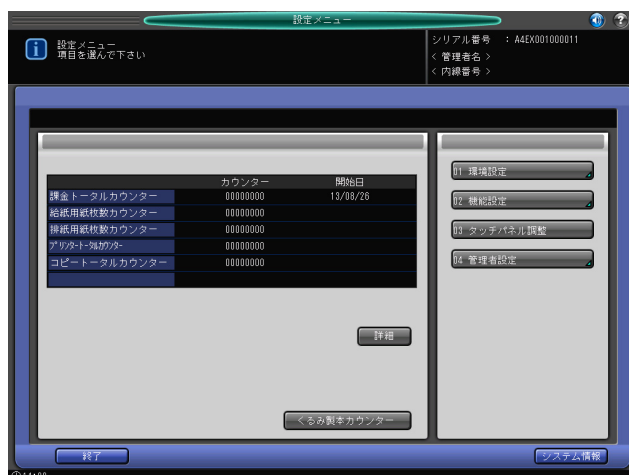 設定メニュー
設定メニュー
項目を選んで下さい
シリアル番号 : A4EX001000011
< 管理者名 >
< 内線番号 >
カウンター 開始日
課金トータルカウンター 00000000 13/08/26
給紙用紙枚数カウンター 00000000
排紙用紙枚数カウンター 00000000
プリンタートータルカウンター 00000000
コピートータルカウンター 00000000
詳細
くるみ製本カウンター
01 環境設定
02 機能設定
03 タッチパネル調整
04 管理者設定
終了
システム情報